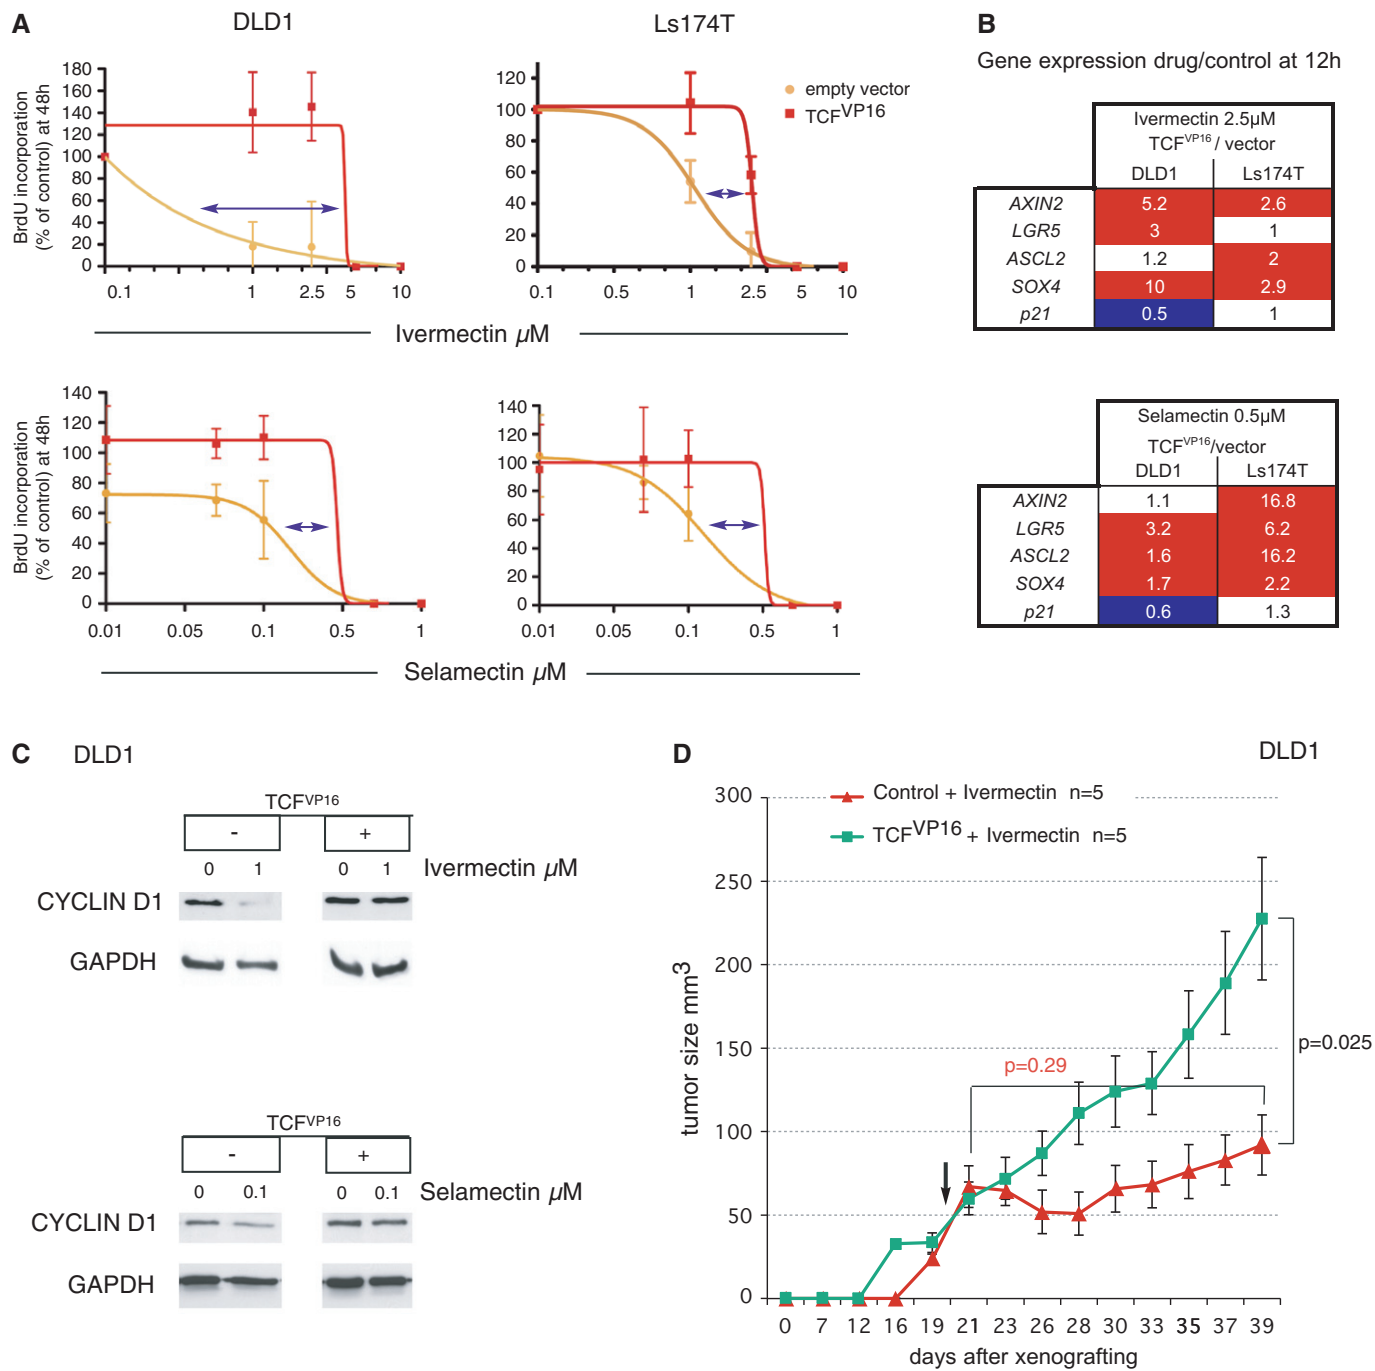 A
DLD1
Ls174T
BrdU incorporation
(% of control) at 48h
180
160
140
120
100
80
60
40
20
0
0.1
1
2.5
5
10
120
100
80
60
40
20
0
0.1
0.5
1
2.5
5
10
empty vector
TCFVP16
Ivermectin µM
BrdU incorporation
(% of control) at 48h
140
120
100
80
60
40
20
0
0.01
0.05
0.1
0.5
1
140
120
100
80
60
40
20
0
0.01
0.05
0.1
0.5
1
Selamectin µM
B
Gene expression drug/control at 12h
Ivermectin 2.5µM
TCFVP16 / vector
DLD1 Ls174T
AXIN2 5.2 2.6
LGR5 3 1
ASCL2 1.2 2
SOX4 10 2.9
p21 0.5 1
Selamectin 0.5µM
TCFVP16/vector
DLD1 Ls174T
AXIN2 1.1 16.8
LGR5 3.2 6.2
ASCL2 1.6 16.2
SOX4 1.7 2.2
p21 0.6 1.3
C DLD1
TCFVP16
- +
0 1 0 1 Ivermectin µM
CYCLIN D1
GAPDH
TCFVP16
- +
0 0.1 0 0.1 Selamectin µM
CYCLIN D1
GAPDH
D
DLD1
Control + Ivermectin n=5
TCFVP16 + Ivermectin n=5
tumor size mm3
300
250
200
150
100
50
0
p=0.29
p=0.025
0 7 12 16 19 21 23 26 28 30 33 35 37 39
days after xenografting